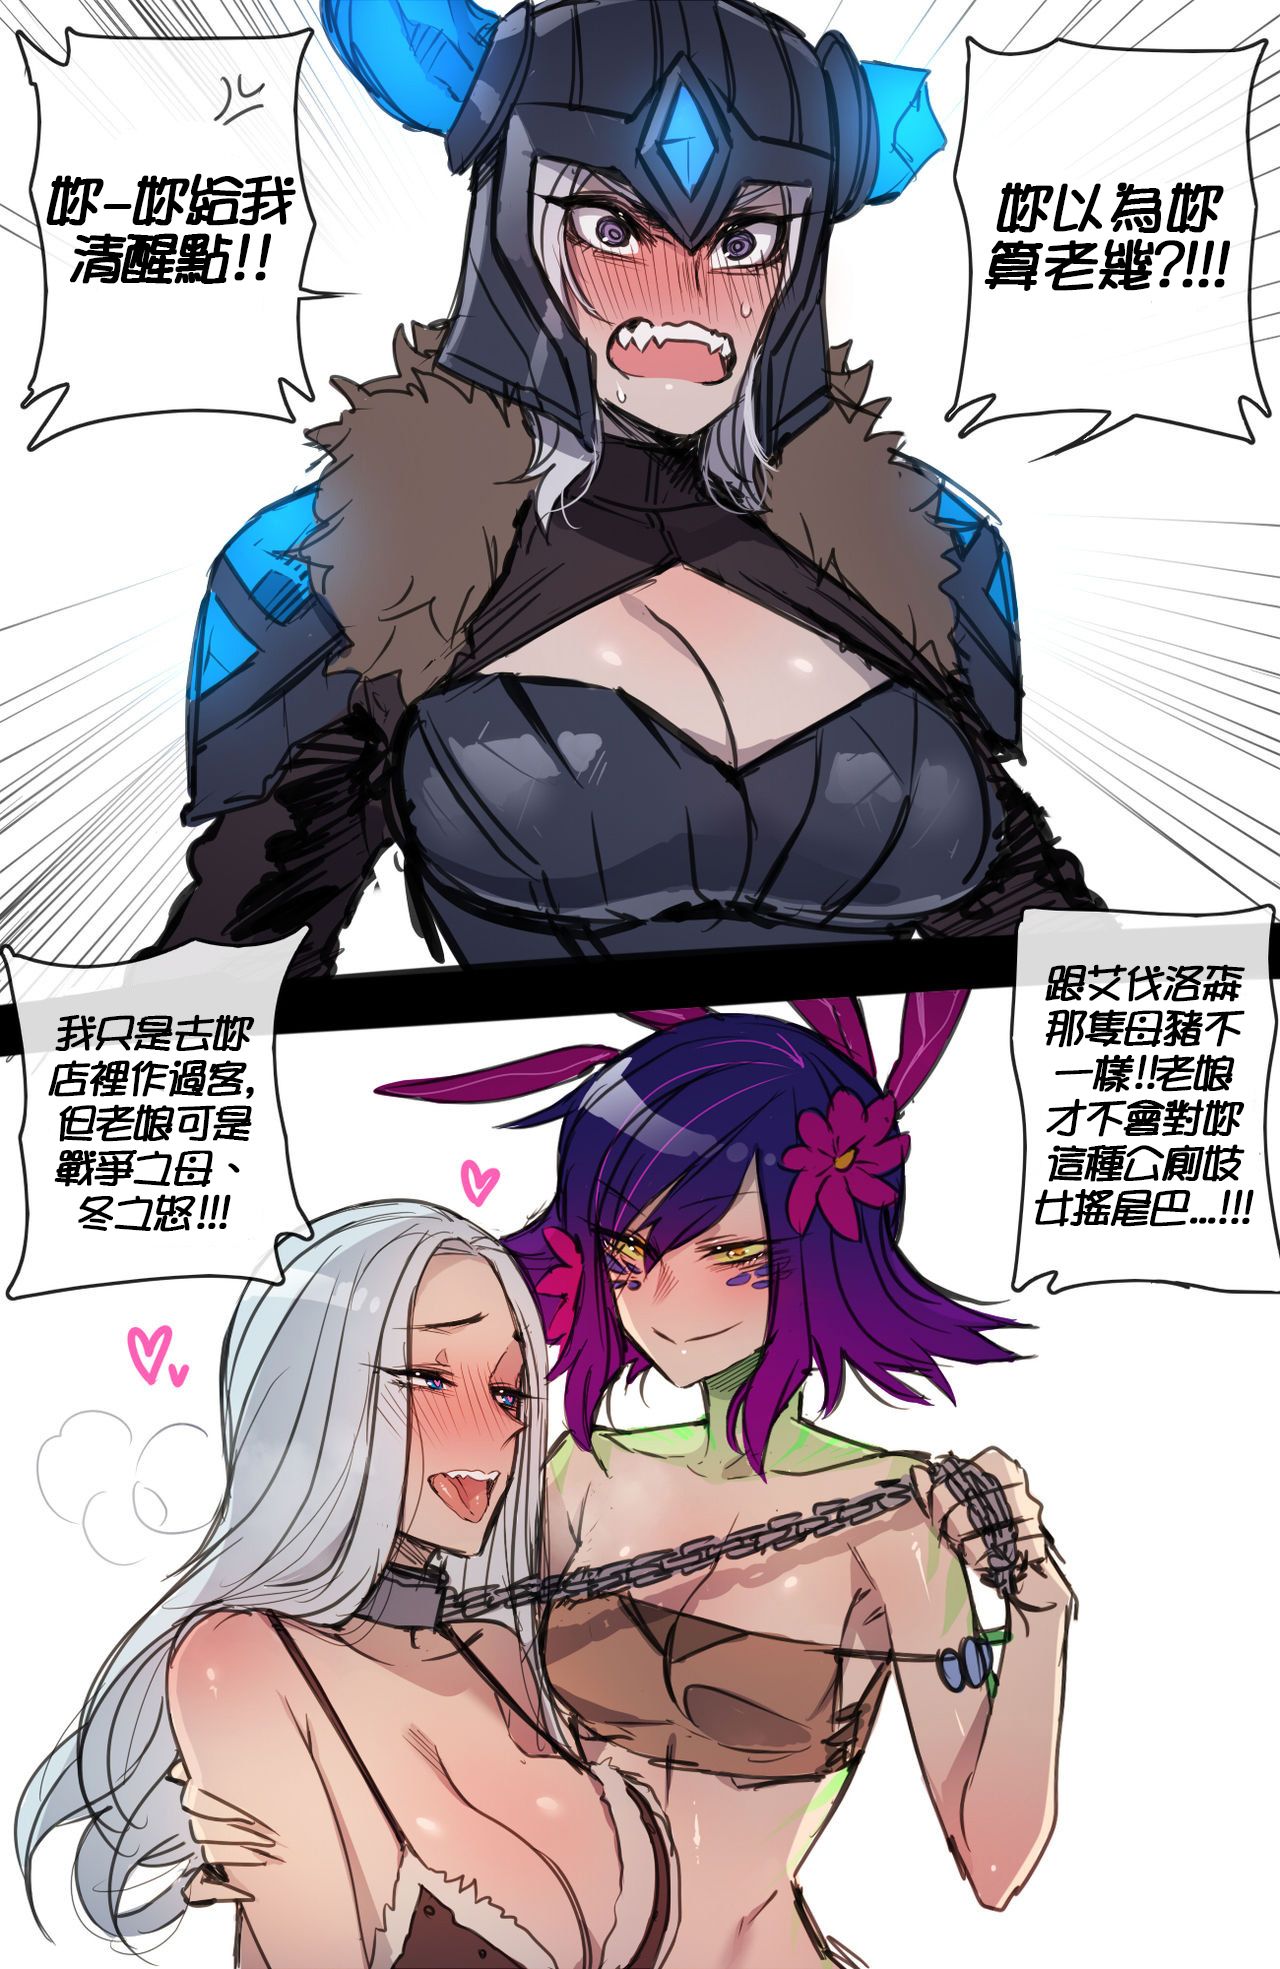 妳以為妳
算老幾?!!!
妳-妳給我
清醒點!!
跟艾伐洛森
那隻母豬不
一樣!!老娘
才不會對妳
這種公廁妓
女搖尾巴...!!!
我只是去妳
店裡作過客,
但老娘可是
戰爭之母、
冬之怒!!!